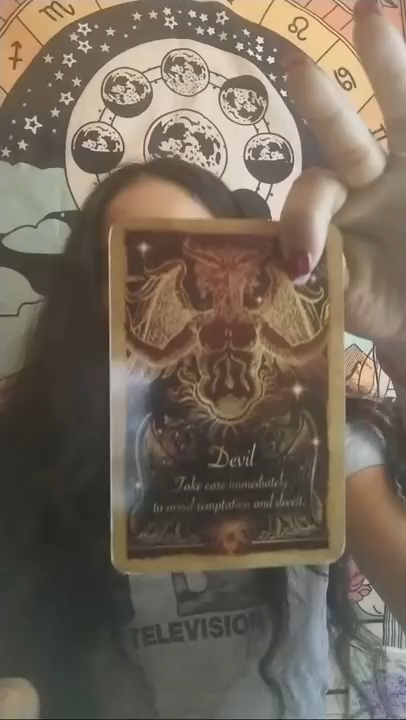 Devil
Take care immediately
to avoid temptation and deceit.
TELEVISION